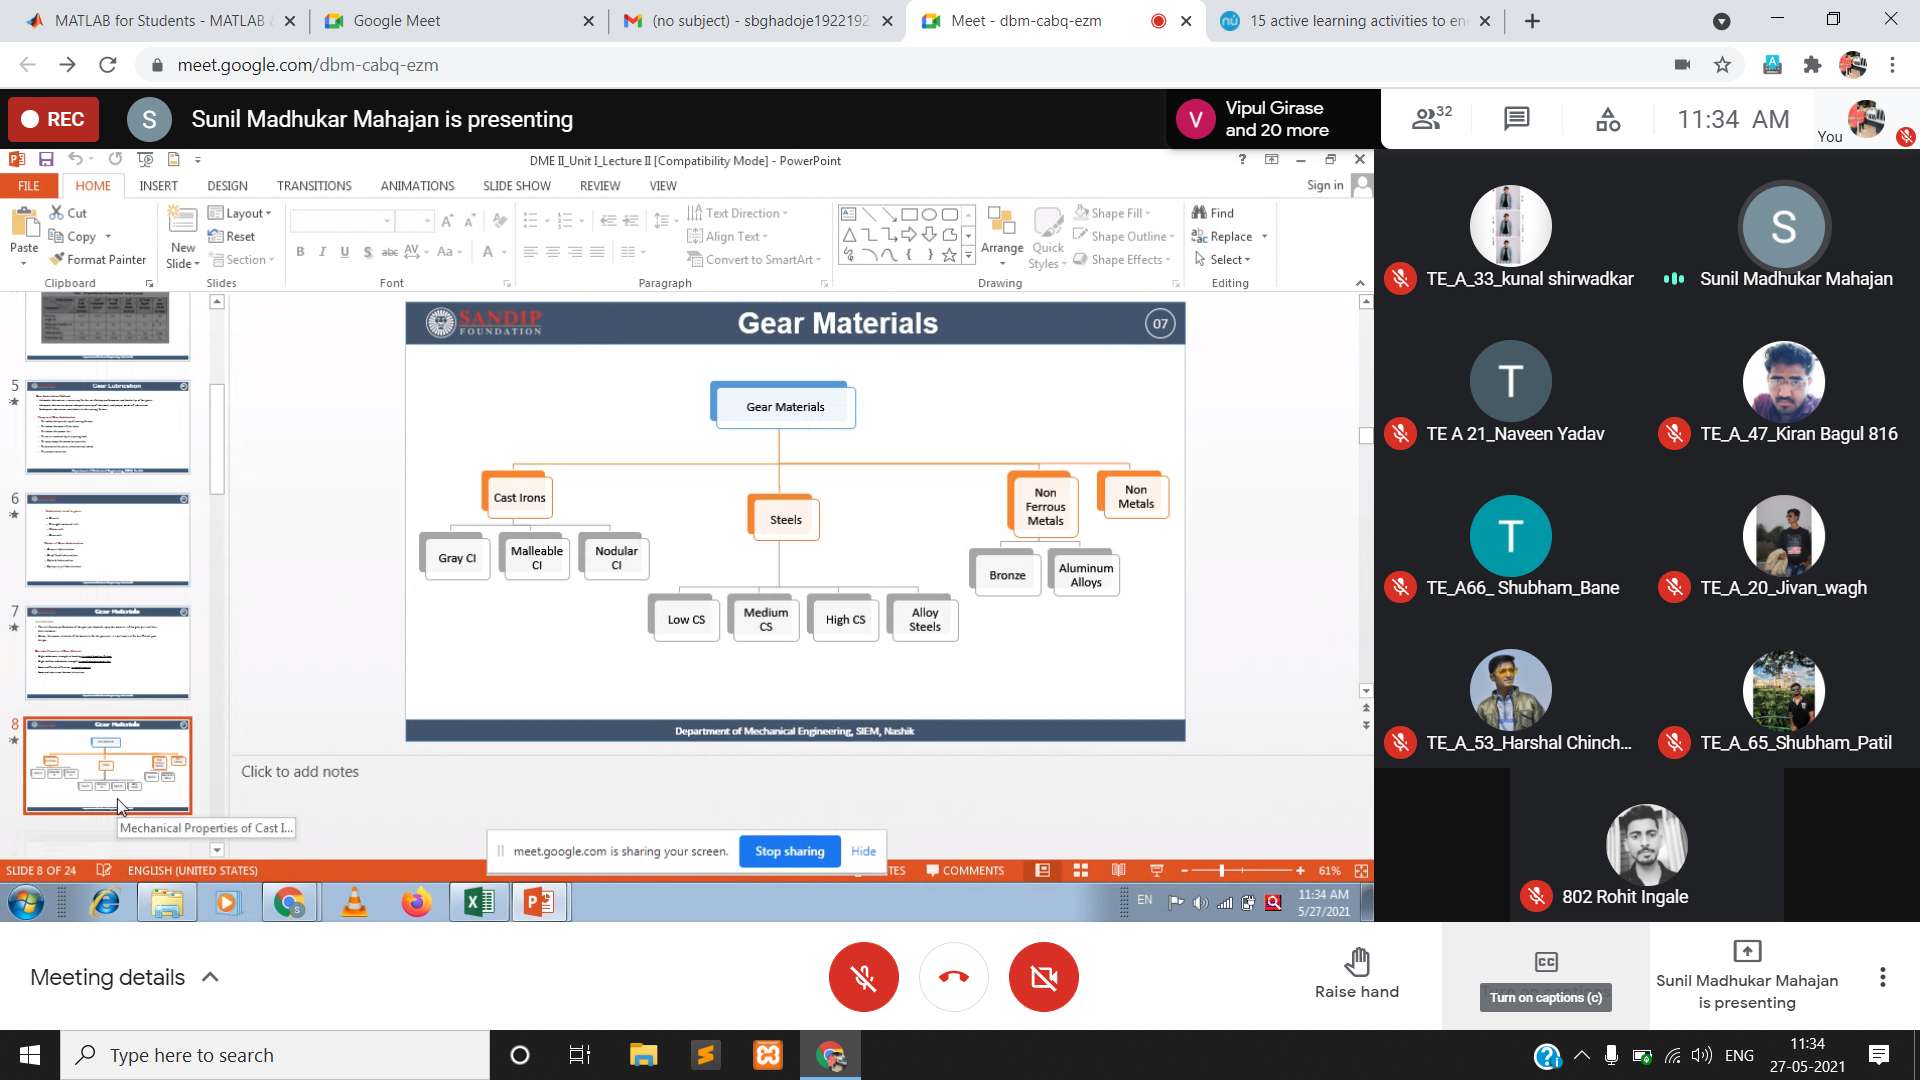 MATLAB for Students - MATLAB &
Google Meet
(no subject) - sbghadoje1922192
Meet - dbm-cabq-ezm
15 active learning activities to en
meet.google.com/dbm-cabq-ezm
REC
S
Sunil Madhukar Mahajan is presenting
V
Vipul Girase
and 20 more
32
11:34 AM
You
DME II_Unit I_Lecture II [Compatibility Mode] - PowerPoint
FILE
HOME
INSERT
DESIGN
TRANSITIONS
ANIMATIONS
SLIDE SHOW
REVIEW
VIEW
Sign in
Paste
Cut
Copy
Format Painter
Clipboard
New
Slide
Layout
Reset
Section
Slides
Font
Text Direction
Align Text
Convert to SmartArt
Paragraph
Arrange
Quick
Styles
Shape Fill
Shape Outline
Shape Effects
Drawing
Find
Replace
Select
Editing
5
Gear Lubrication
6
7
Gear Materials
8
Gear Materials
Mechanical Properties of Cast I...
SANDIP
FOUNDATION
Gear Materials
07
Gear Materials
Cast Irons
Steels
Non
Ferrous
Metals
Non
Metals
Gray CI
Malleable
CI
Nodular
CI
Bronze
Aluminum
Alloys
Low CS
Medium
CS
High CS
Alloy
Steels
Department of Mechanical Engineering, SIEM, Nashik
Click to add notes
meet.google.com is sharing your screen.
Stop sharing
Hide
SLIDE 8 OF 24
ENGLISH (UNITED STATES)
COMMENTS
61%
EN
11:34 AM
5/27/2021
TE_A_33_kunal shirwadkar
S
Sunil Madhukar Mahajan
T
TE A 21_Naveen Yadav
TE_A_47_Kiran Bagul 816
T
TE_A66_ Shubham_Bane
TE_A_20_Jivan_wagh
TE_A_53_Harshal Chinch...
TE_A_65_Shubham_Patil
802 Rohit Ingale
Meeting details
Raise hand
Turn on captions (c)
Sunil Madhukar Mahajan
is presenting
Type here to search
ENG
11:34
27-05-2021